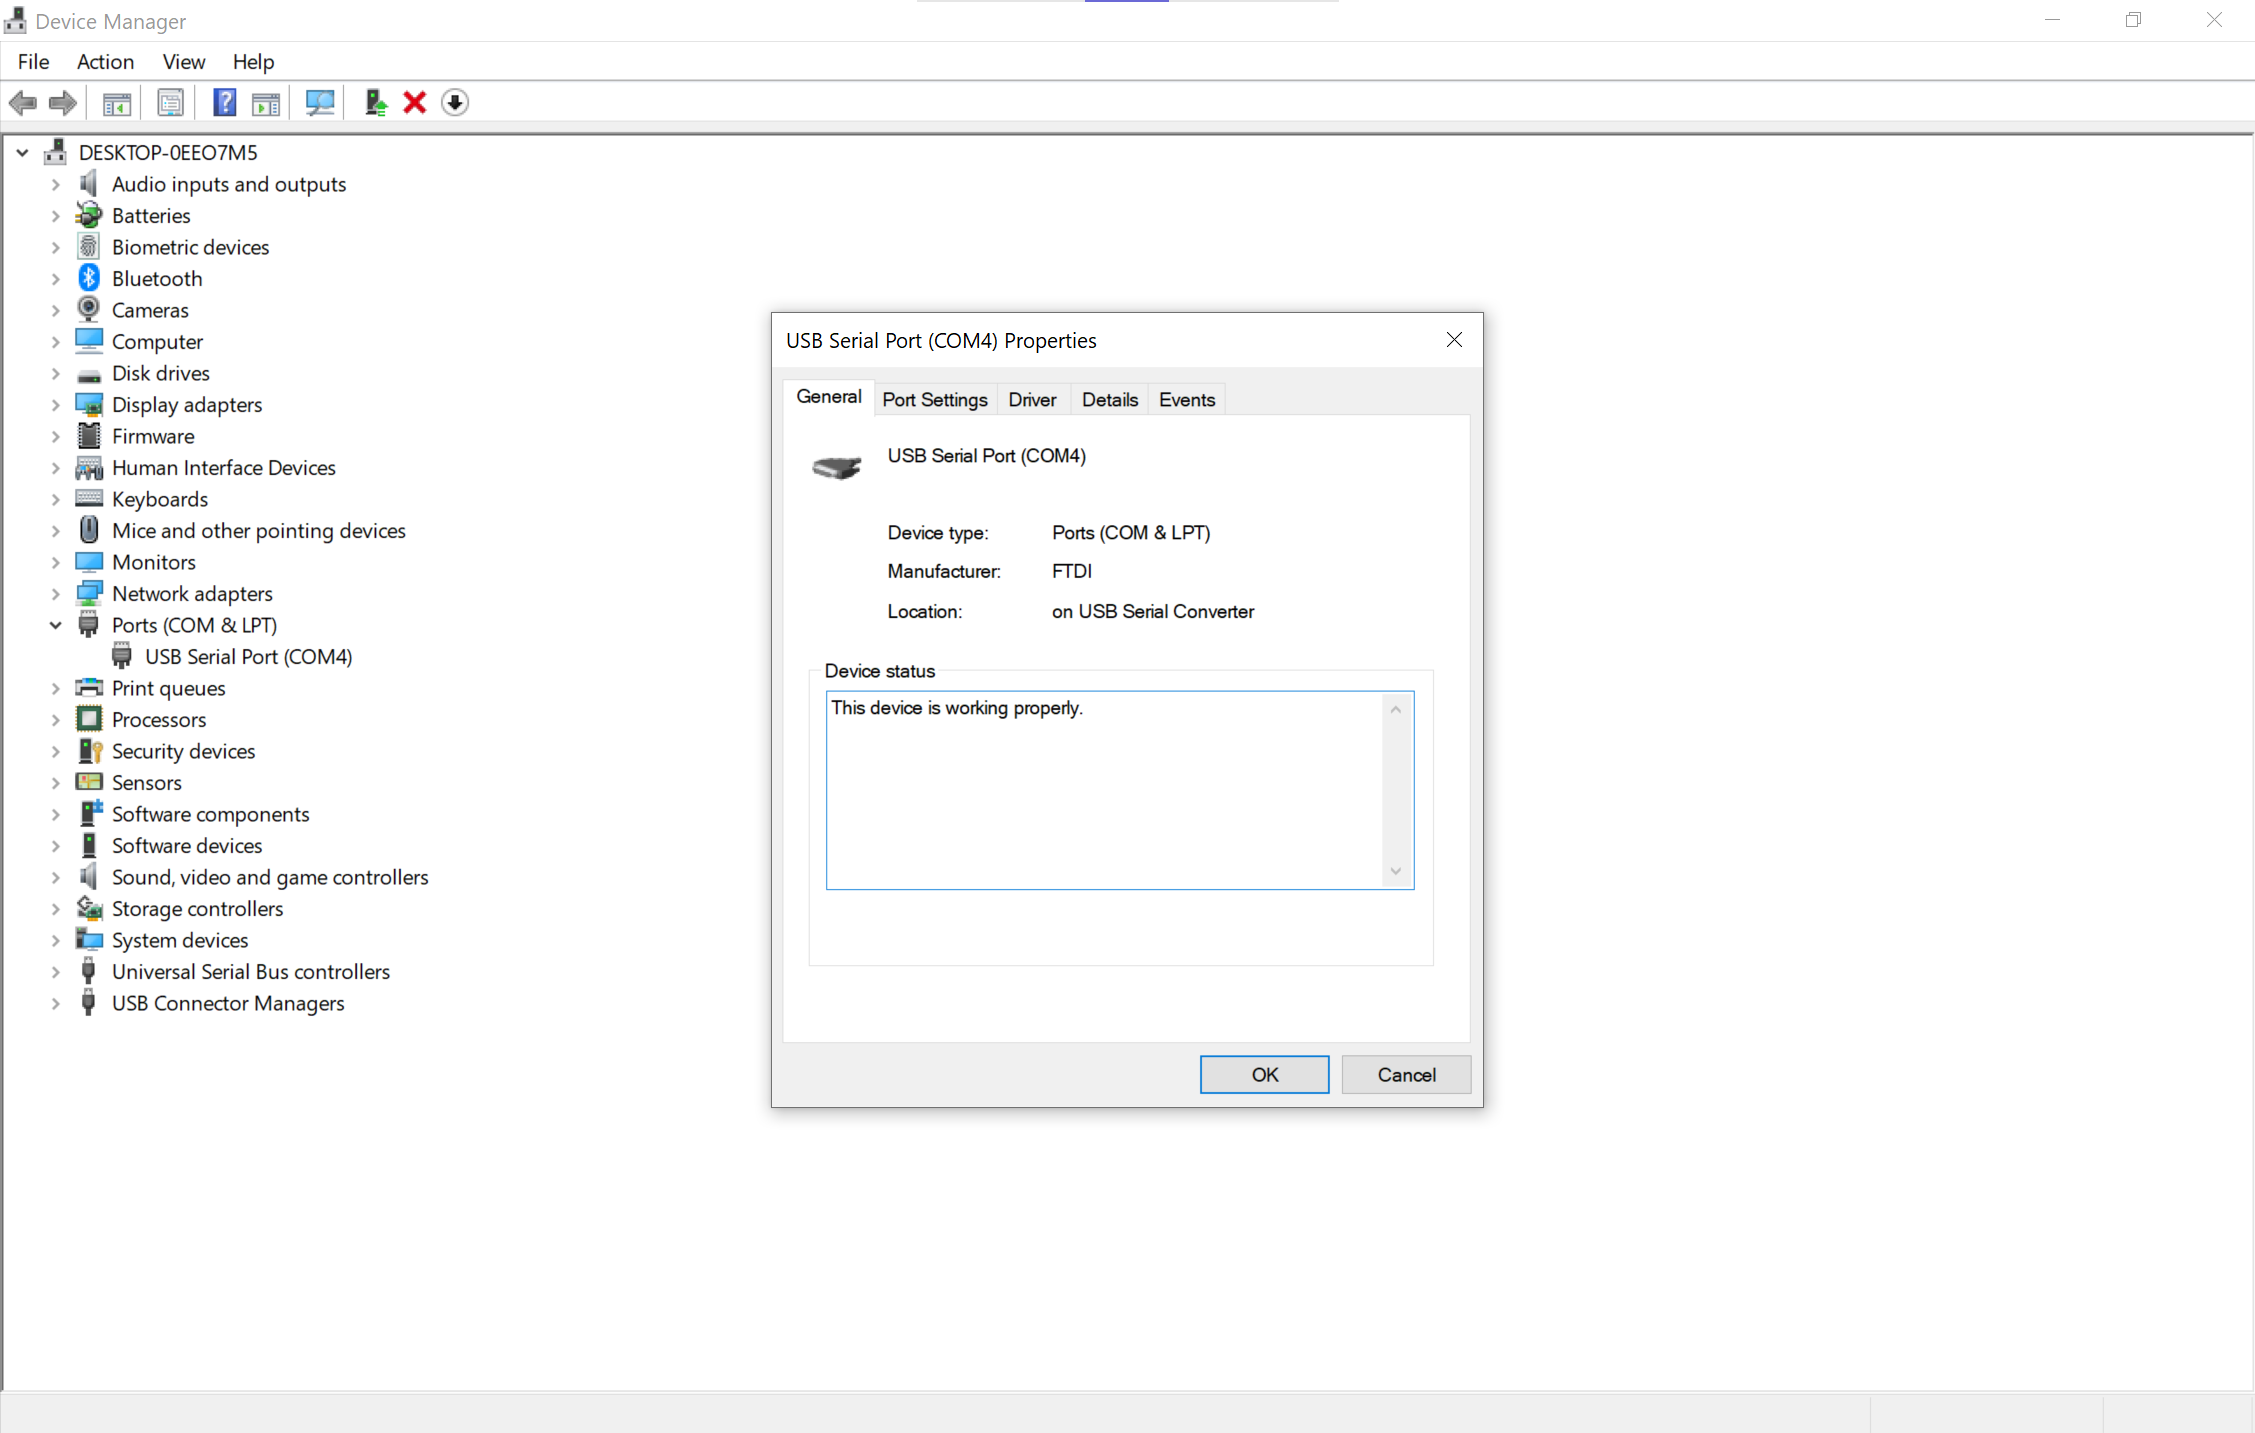 Device Manager
File Action View Help
DESKTOP-0EEO7M5
Audio inputs and outputs
Batteries
Biometric devices
Bluetooth
Cameras
Computer
Disk drives
Display adapters
Firmware
Human Interface Devices
Keyboards
Mice and other pointing devices
Monitors
Network adapters
Ports (COM & LPT)
USB Serial Port (COM4)
Print queues
Processors
Security devices
Sensors
Software components
Software devices
Sound, video and game controllers
Storage controllers
System devices
Universal Serial Bus controllers
USB Connector Managers
USB Serial Port (COM4) Properties
General Port Settings Driver Details Events
USB Serial Port (COM4)
Device type: Ports (COM & LPT)
Manufacturer: FTDI
Location: on USB Serial Converter
Device status
This device is working properly.
OK Cancel